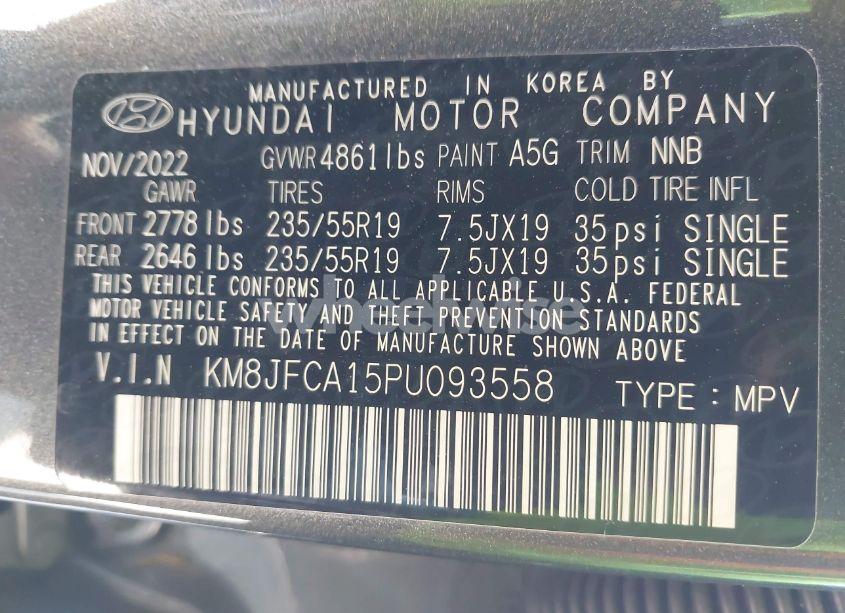 MANUFACTURED IN KOREA BY
HYUNDAI MOTOR COMPANY
NOV/2022 GVWR 4861 lbs PAINT A5G TRIM NNB
GAWR TIRES RIMS COLD TIRE INFL
FRONT 2778 lbs 235/55R19 7.5JX19 35psi SINGLE
REAR 2646 lbs 235/55R19 7.5JX19 35psi SINGLE
THIS VEHICLE CONFORMS TO ALL APPLICABLE U.S.A. FEDERAL
MOTOR VEHICLE SAFETY AND THEFT PREVENTION STANDARDS
IN EFFECT ON THE DATE OF MANUFACTURE SHOWN ABOVE
V.I.N KM8JFCA15PU093558 TYPE : MPV
wheelwise